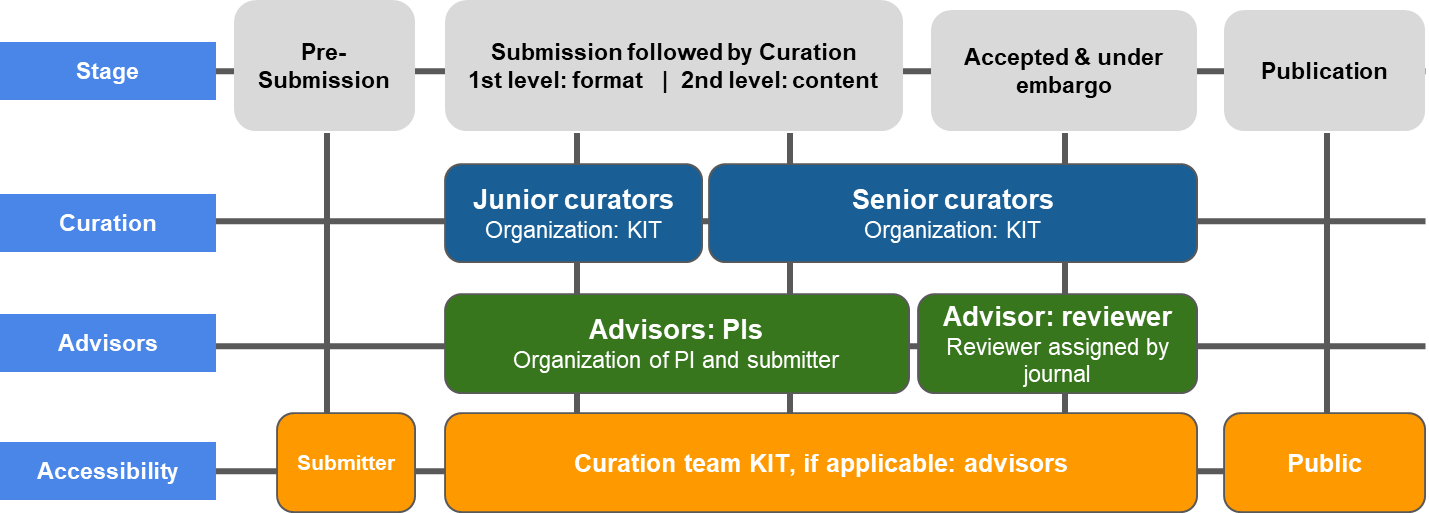 Stage
Pre-
Submission
Submission followed by Curation
1st level: format | 2nd level: content
Accepted & under
embargo
Publication
Curation
Junior curators
Organization: KIT
Senior curators
Organization: KIT
Advisors
Advisors: PIs
Organization of PI and submitter
Advisor: reviewer
Reviewer assigned by
journal
Accessibility
Submitter
Curation team KIT, if applicable: advisors
Public